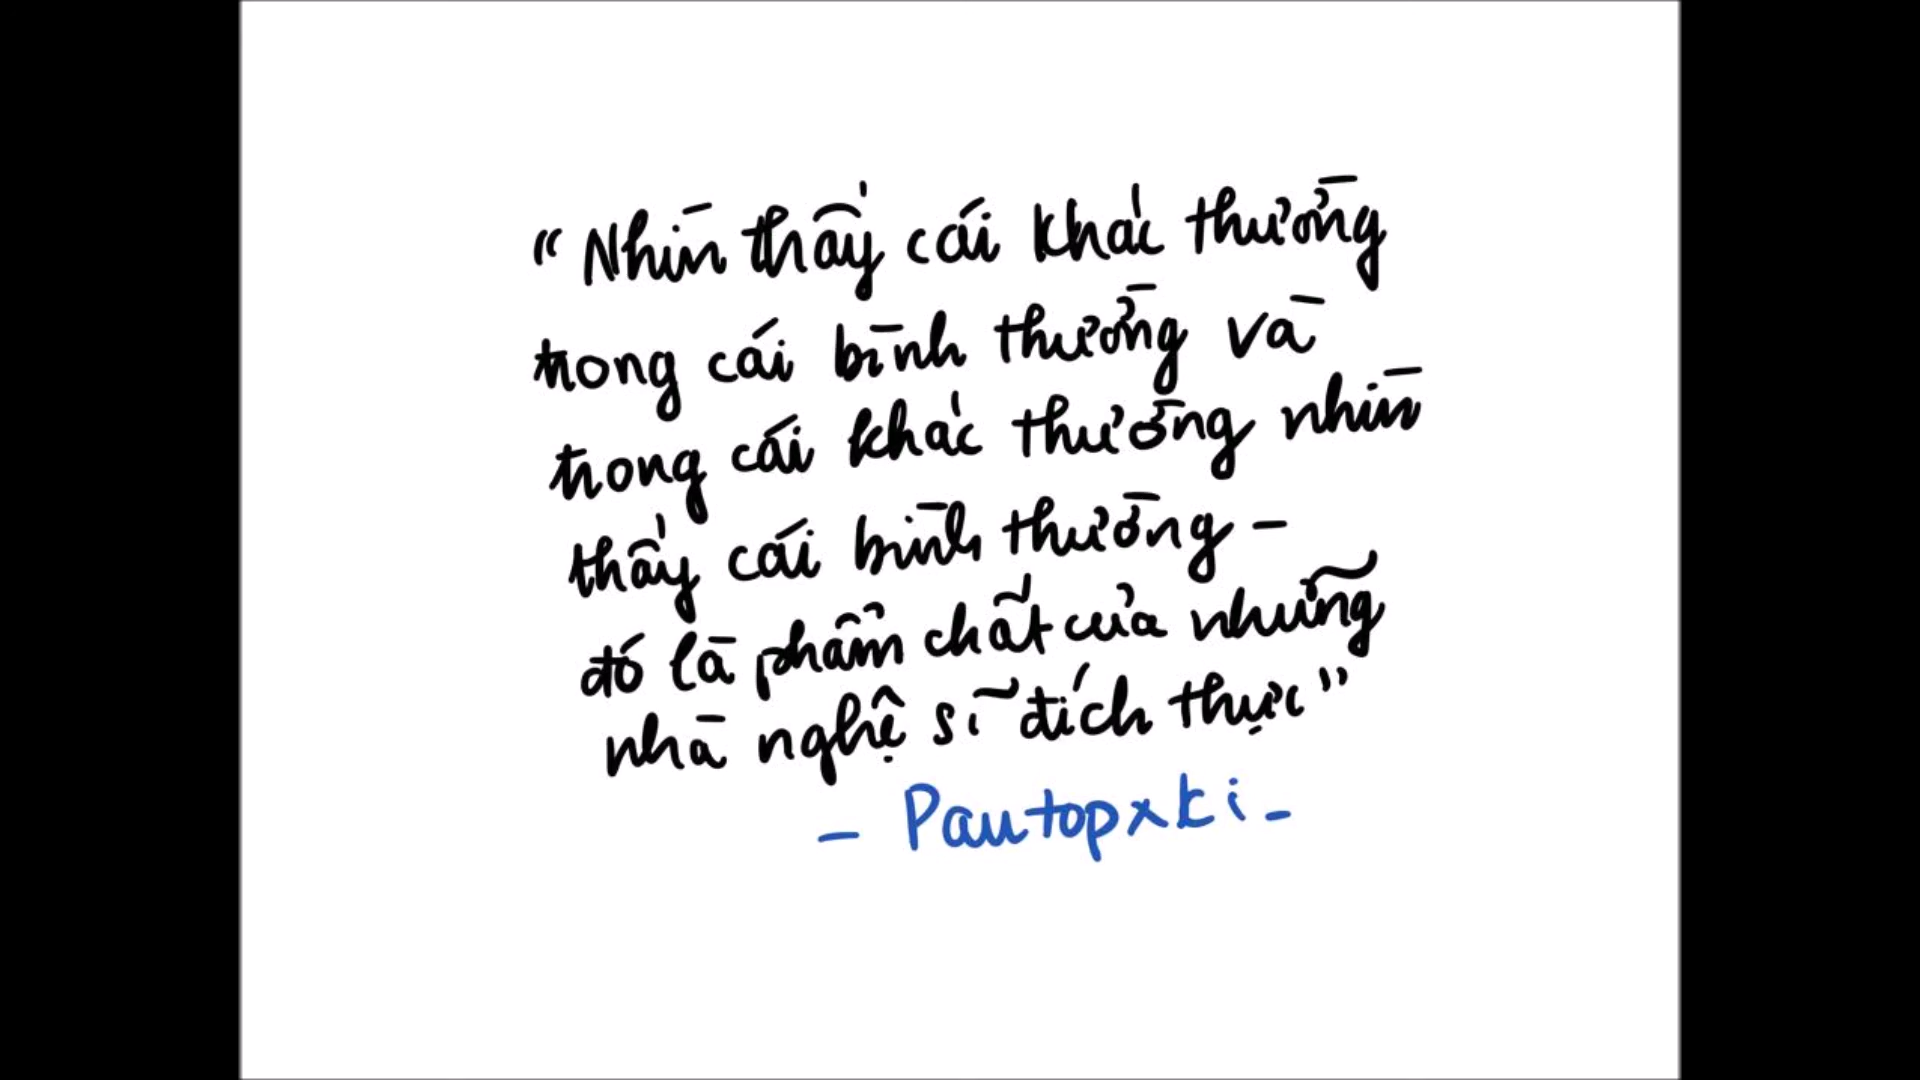 “Nhìn thấy cái khác thường
trong cái bình thường và
trong cái khác thường nhìn
thấy cái bình thường -
đó là phẩm chất của những
nhà nghệ sĩ đích thực”
- Pautopxki -